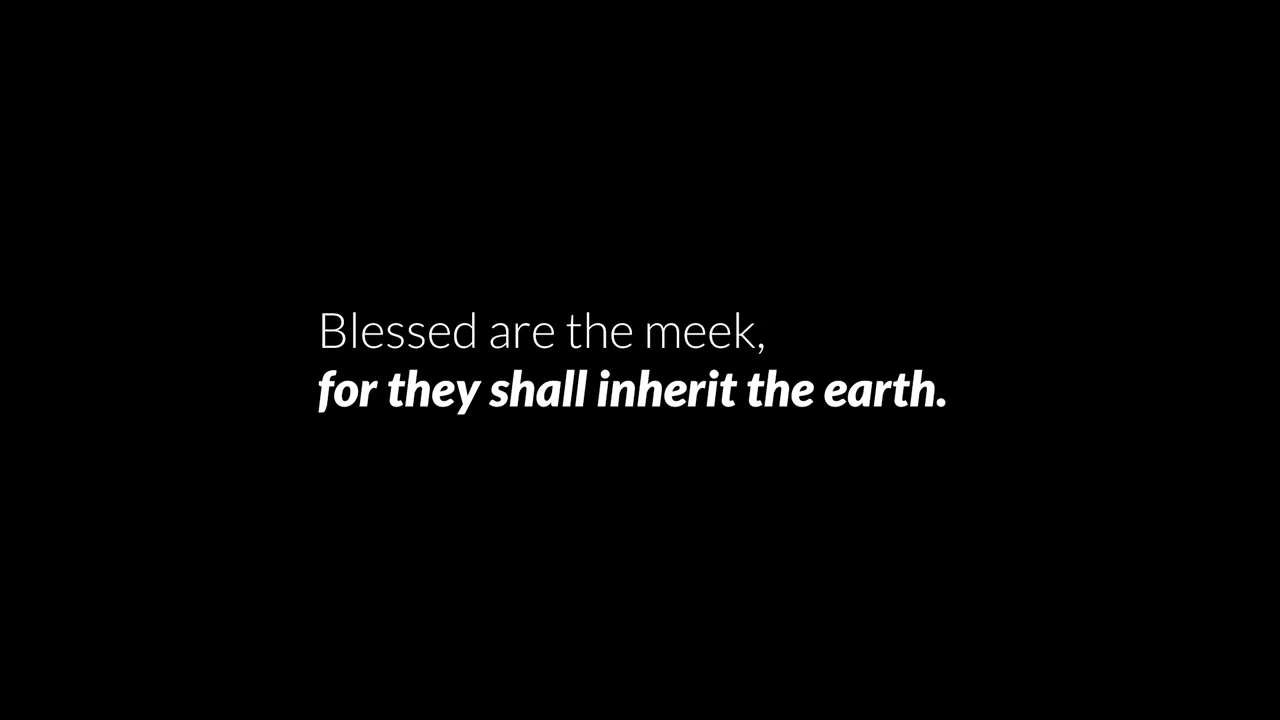 Blessed are the meek,
for they shall inherit the earth.